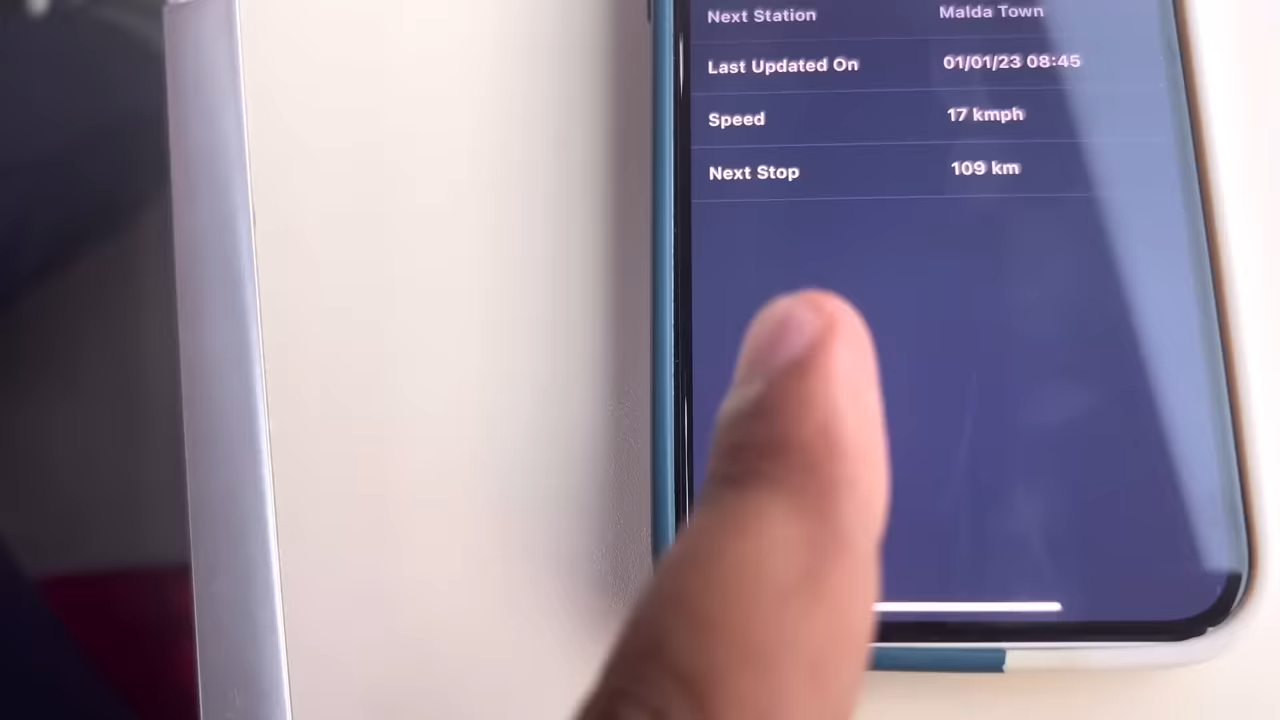 Next Station Malda Town
Last Updated On 01/01/23 08:45
Speed 17 kmph
Next Stop 109 km